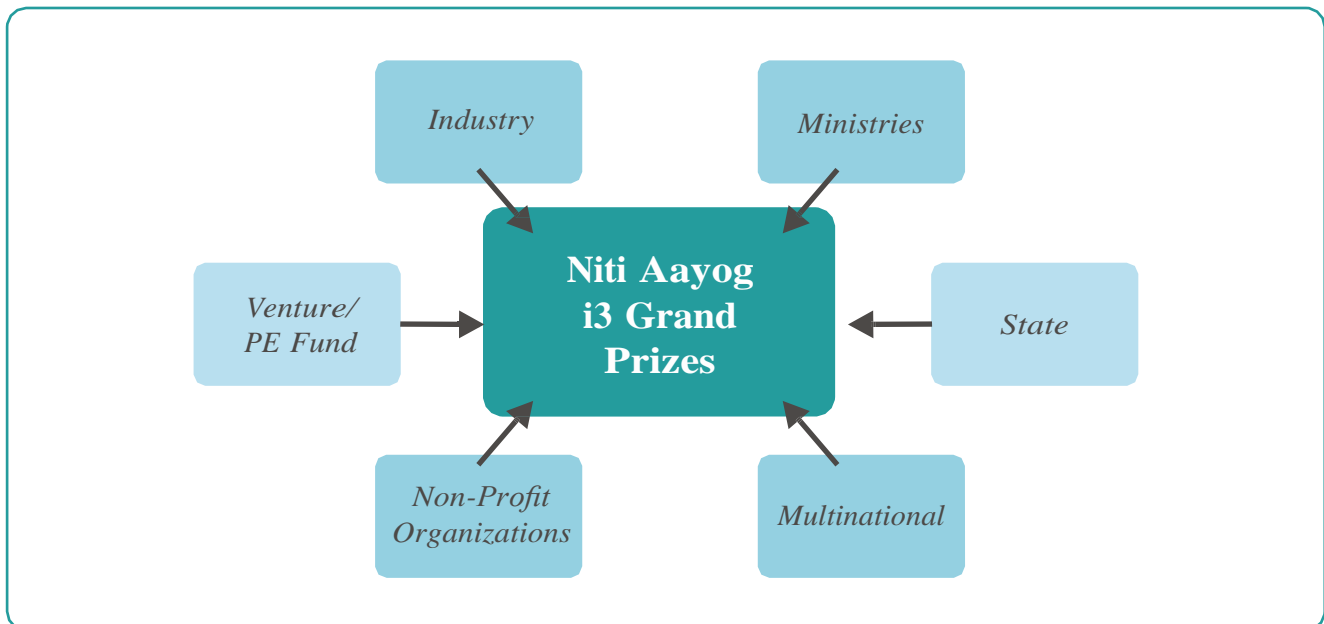 Industry
Ministries
Niti Aayog
i3 Grand
Prizes
Venture/
PE Fund
State
Non-Profit
Organizations
Multinational